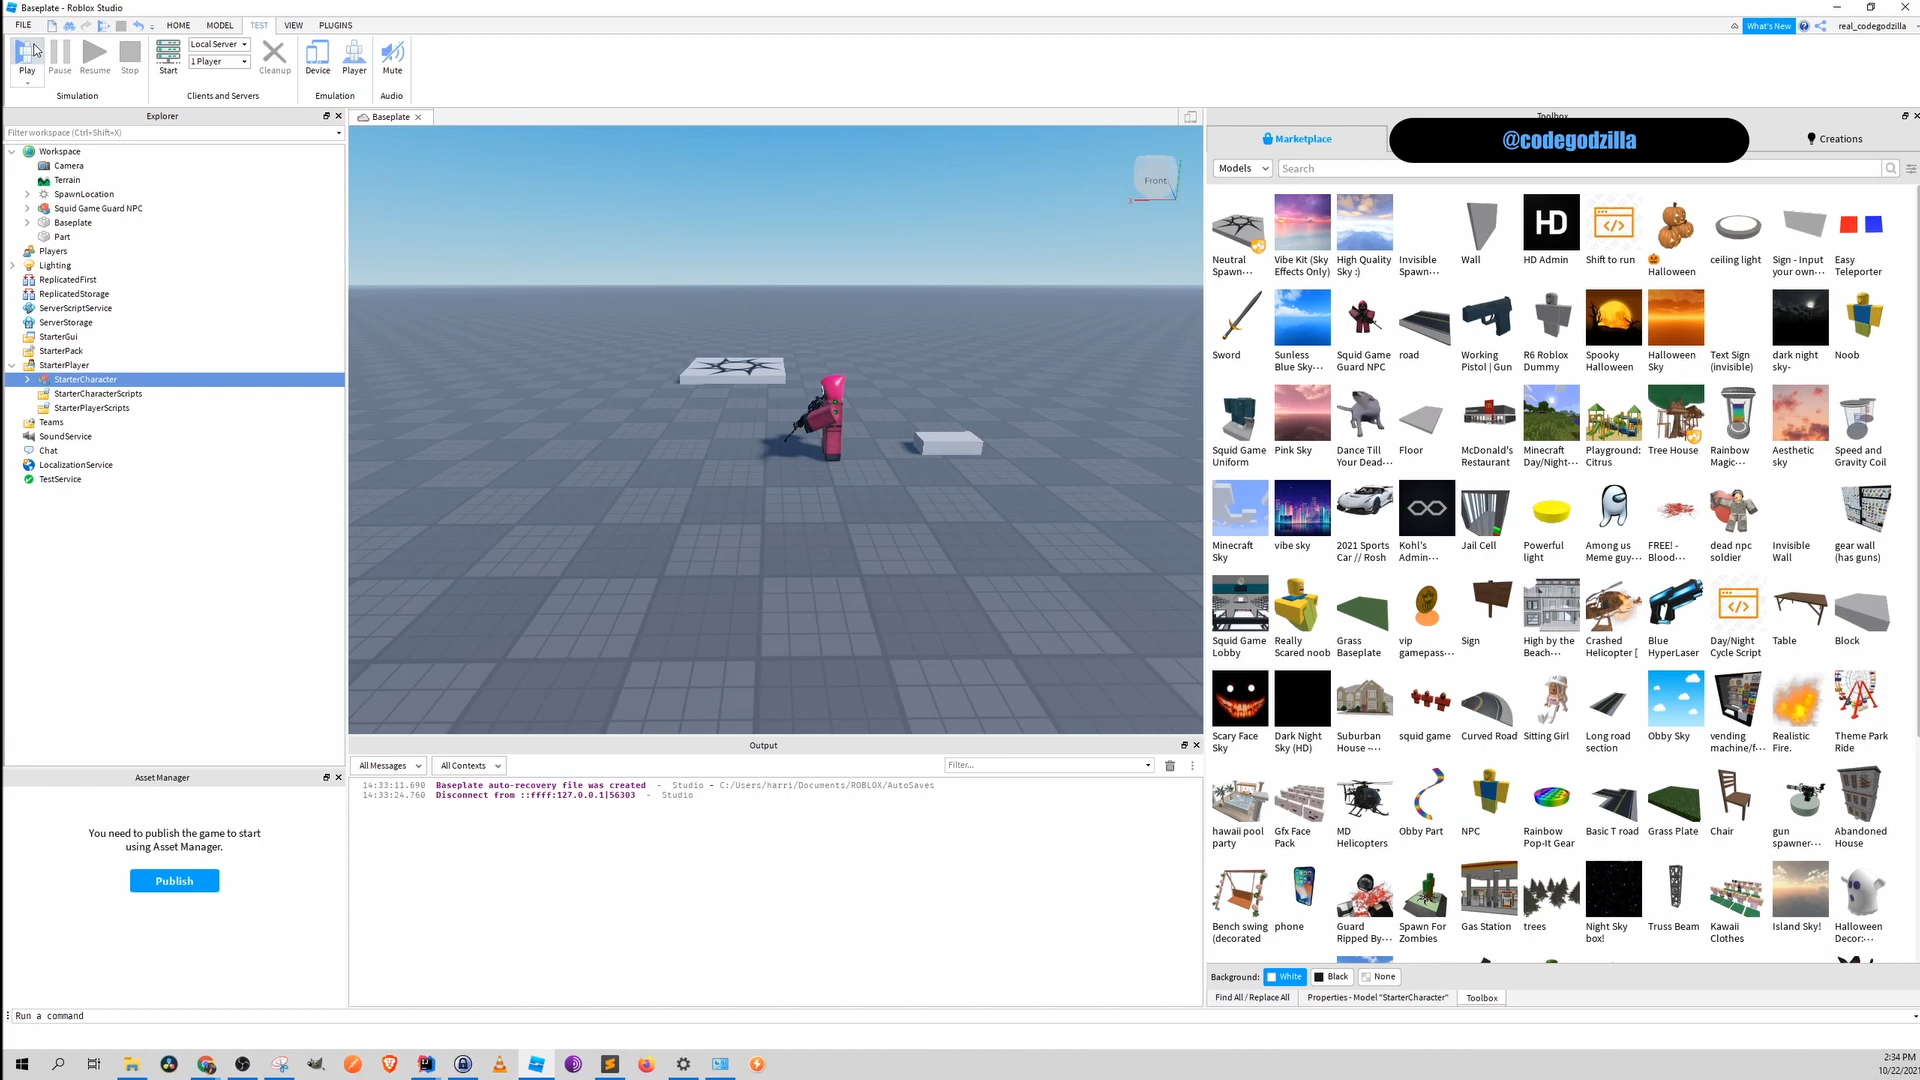 Baseplate - Roblox Studio
FILE HOME MODEL TEST VIEW PLUGINS
What's New
real_codegodzilla
Play Pause Resume Stop
Start
Local Server
1 Player
Cleanup
Device Player Mute
Simulation Clients and Servers Emulation Audio
Explorer
Filter workspace (Ctrl+Shift+X)
Workspace
Camera
Terrain
SpawnLocation
Squid Game Guard NPC
Baseplate
Part
Players
Lighting
ReplicatedFirst
ReplicatedStorage
ServerScriptService
ServerStorage
StarterGui
StarterPack
StarterPlayer
StarterCharacter
StarterCharacterScripts
StarterPlayerScripts
Teams
SoundService
Chat
LocalizationService
TestService
Asset Manager
You need to publish the game to start
using Asset Manager.
Publish
Baseplate
Front
X
Output
All Messages All Contexts Filter...
14:33:11.690 Baseplate auto-recovery file was created - Studio - C:/Users/harri/Documents/ROBLOX/AutoSaves
14:33:24.760 Disconnect from ::ffff:127.0.0.1|56303 - Studio
Marketplace
@codegodzilla
Creations
Models
Search
HD
Neutral Vibe Kit (Sky High Quality Invisible Wall HD Admin Shift to run Halloween ceiling light Sign - Input Easy
Spawn··· Effects Only) Sky :) Spawn··· your own··· Teleporter
Sword Sunless Squid Game road Working R6 Roblox Spooky Halloween Text Sign dark night Noob
Blue Sky··· Guard NPC Pistol | Gun Dummy Halloween Sky (invisible) sky-
Squid Game Pink Sky Dance Till Floor McDonald's Minecraft Playground: Tree House Rainbow Aesthetic Speed and
Uniform Your Dead··· Restaurant Day/Night··· Citrus Magic··· sky Gravity Coil
Minecraft vibe sky 2021 Sports Kohl's Jail Cell Powerful Among us FREE! - dead npc Invisible gear wall
Sky Car // Rosh Admin··· light Meme guy··· Blood··· soldier Wall (has guns)
Squid Game Really Grass vip Sign High by the Crashed Blue Day/Night Table Block
Lobby Scared noob Baseplate gamepass··· Beach··· Helicopter [ HyperLaser Cycle Script
Scary Face Dark Night Suburban squid game Curved Road Sitting Girl Long road Obby Sky vending Realistic Theme Park
Sky Sky (HD) House -··· section machine/f··· Fire. Ride
hawaii pool Gfx Face MD Obby Part NPC Rainbow Basic T road Grass Plate Chair gun Abandoned
party Pack Helicopters Pop-It Gear spawner··· House
Bench swing phone Guard Spawn For Gas Station trees Night Sky Truss Beam Kawaii Island Sky! Halloween
(decorated Ripped By··· Zombies box! Clothes Decor:···
Background: White Black None
Find All / Replace All Properties - Model "StarterCharacter" Toolbox
Run a command
2:34 PM
10/22/2021